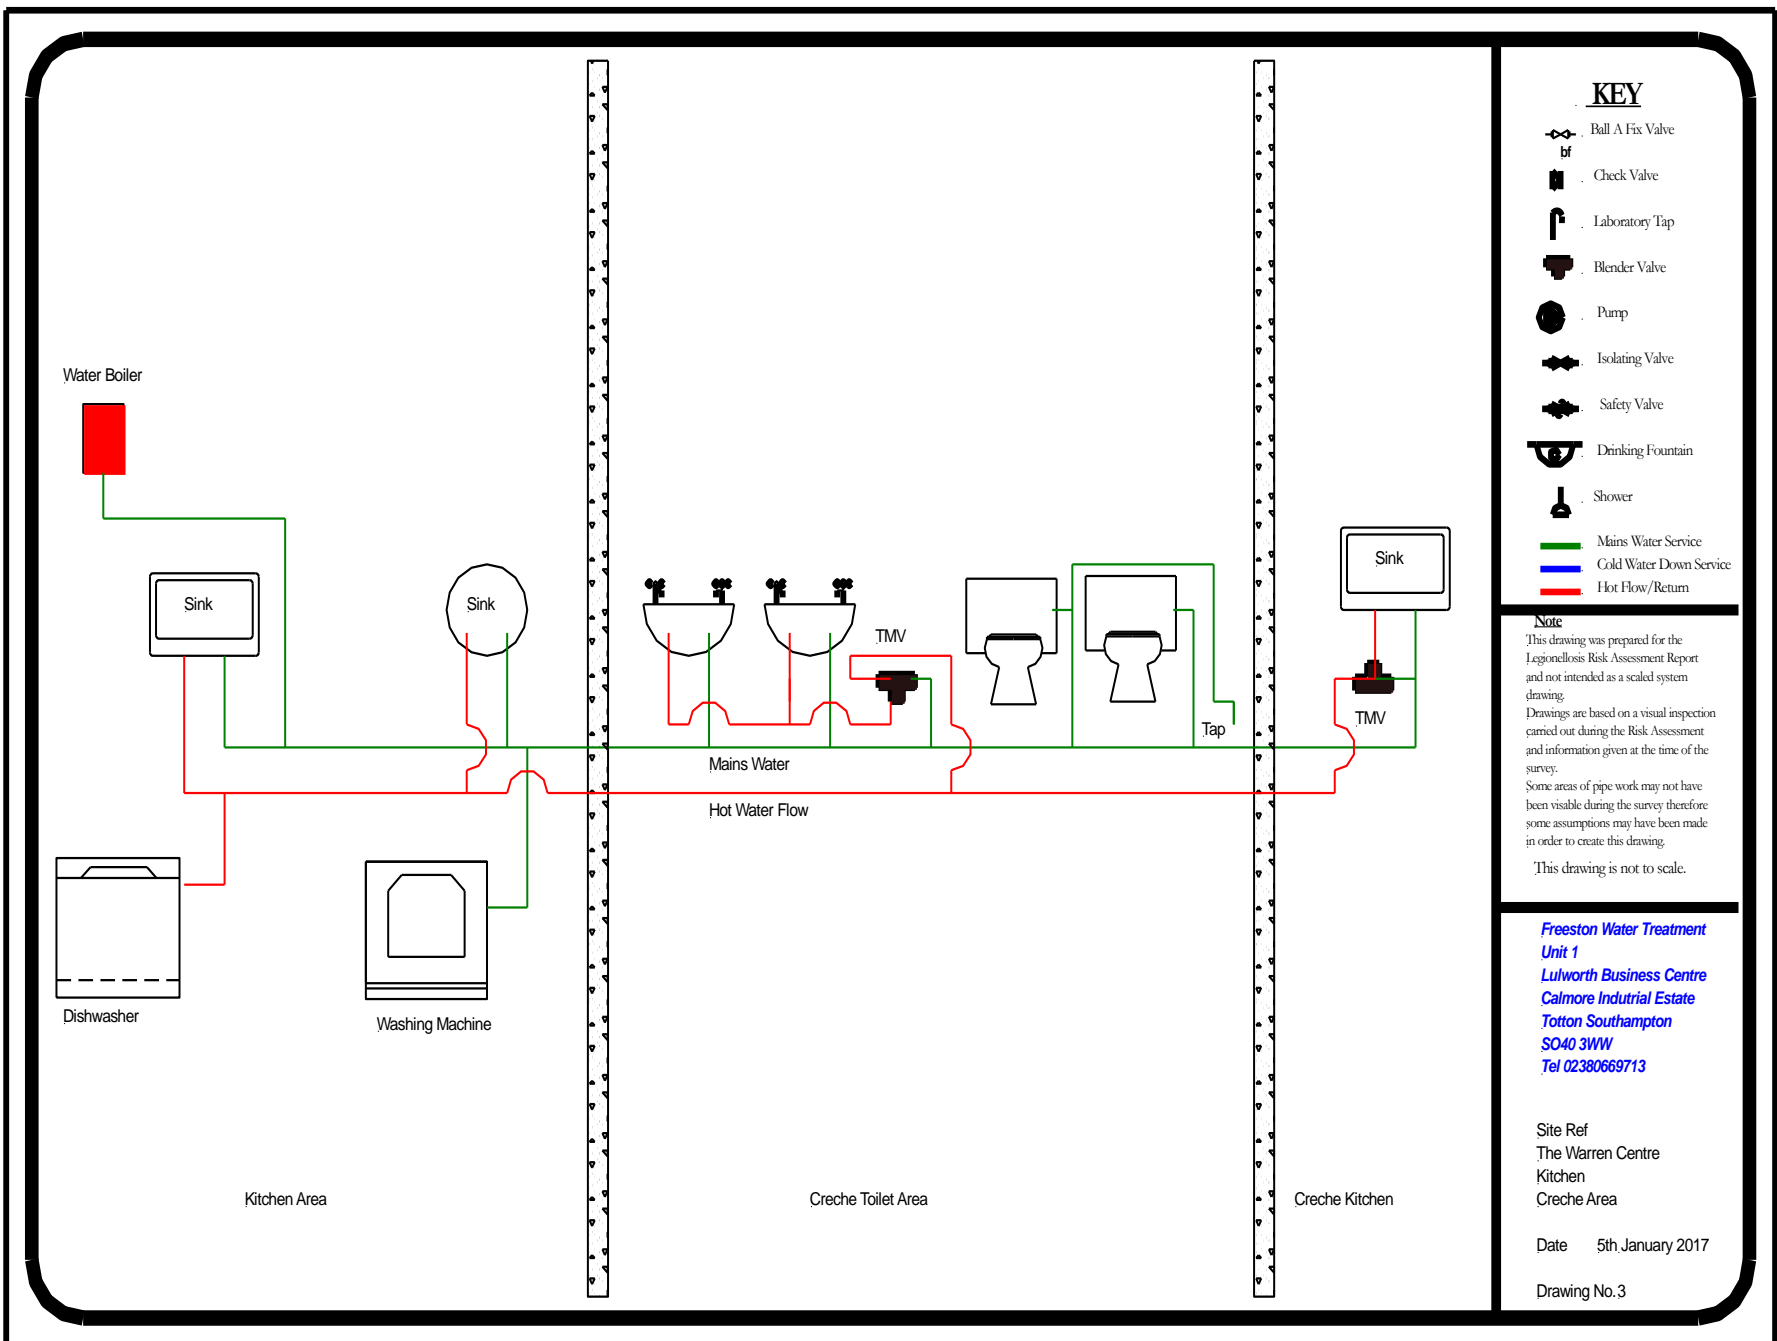 Water Boiler
Sink
Sink
TMV
Tap
Sink
TMV
Mains Water
Hot Water Flow
Dishwasher
Washing Machine
Kitchen Area
Creche Toilet Area
Creche Kitchen
KEY
Ball A Fix Valve
bf
Check Valve
Laboratory Tap
Blender Valve
Pump
Isolating Valve
Safety Valve
Drinking Fountain
Shower
Mains Water Service
Cold Water Down Service
Hot Flow/Return
Note
This drawing was prepared for the
Legionellosis Risk Assessment Report
and not intended as a scaled system
drawing.
Drawings are based on a visual inspection
carried out during the Risk Assessment
and information given at the time of the
survey.
Some areas of pipe work may not have
been visable during the survey therefore
some assumptions may have been made
in order to create this drawing.
This drawing is not to scale.
Freeston Water Treatment
Unit 1
Lulworth Business Centre
Calmore Indutrial Estate
Totton Southampton
SO40 3WW
Tel 02380669713
Site Ref
The Warren Centre
Kitchen
Creche Area
Date 5th January 2017
Drawing No.3